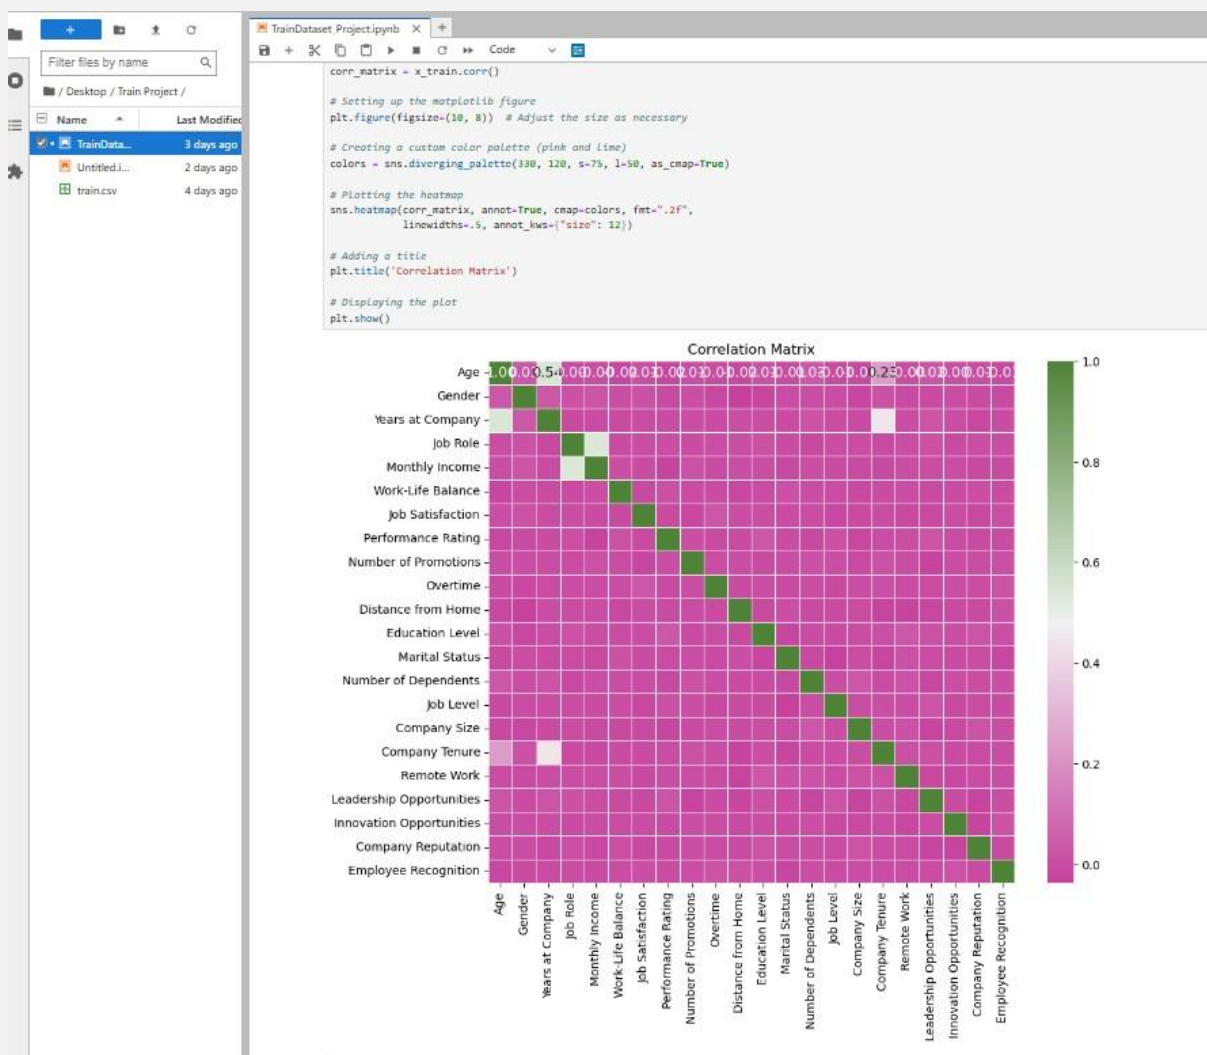 TrainDataset_Project.ipynb
Code
Filter files by name
/ Desktop / Train Project /
Name Last Modified
TrainData... 3 days ago
Untitled.i... 2 days ago
train.csv 4 days ago
corr_matrix = x_train.corr()
# Setting up the matplotlib figure
plt.figure(figsize=(10, 8)) # Adjust the size as necessary
# Creating a custom color palette (pink and lime)
colors = sns.diverging_palette(330, 120, s=75, l=50, as_cmap=True)
# Plotting the heatmap
sns.heatmap(corr_matrix, annot=True, cmap=colors, fmt=".2f",
linewidths=.5, annot_kws={"size": 12})
# Adding a title
plt.title('Correlation Matrix')
# Displaying the plot
plt.show()
Correlation Matrix
Age
Gender
Years at Company
Job Role
Monthly Income
Work-Life Balance
Job Satisfaction
Performance Rating
Number of Promotions
Overtime
Distance from Home
Education Level
Marital Status
Number of Dependents
Job Level
Company Size
Company Tenure
Remote Work
Leadership Opportunities
Innovation Opportunities
Company Reputation
Employee Recognition
1.0
0.8
0.6
0.4
0.2
0.0
Age
Gender
Years at Company
Job Role
Monthly Income
Work-Life Balance
Job Satisfaction
Performance Rating
Number of Promotions
Overtime
Distance from Home
Education Level
Marital Status
Number of Dependents
Job Level
Company Size
Company Tenure
Remote Work
Leadership Opportunities
Innovation Opportunities
Company Reputation
Employee Recognition